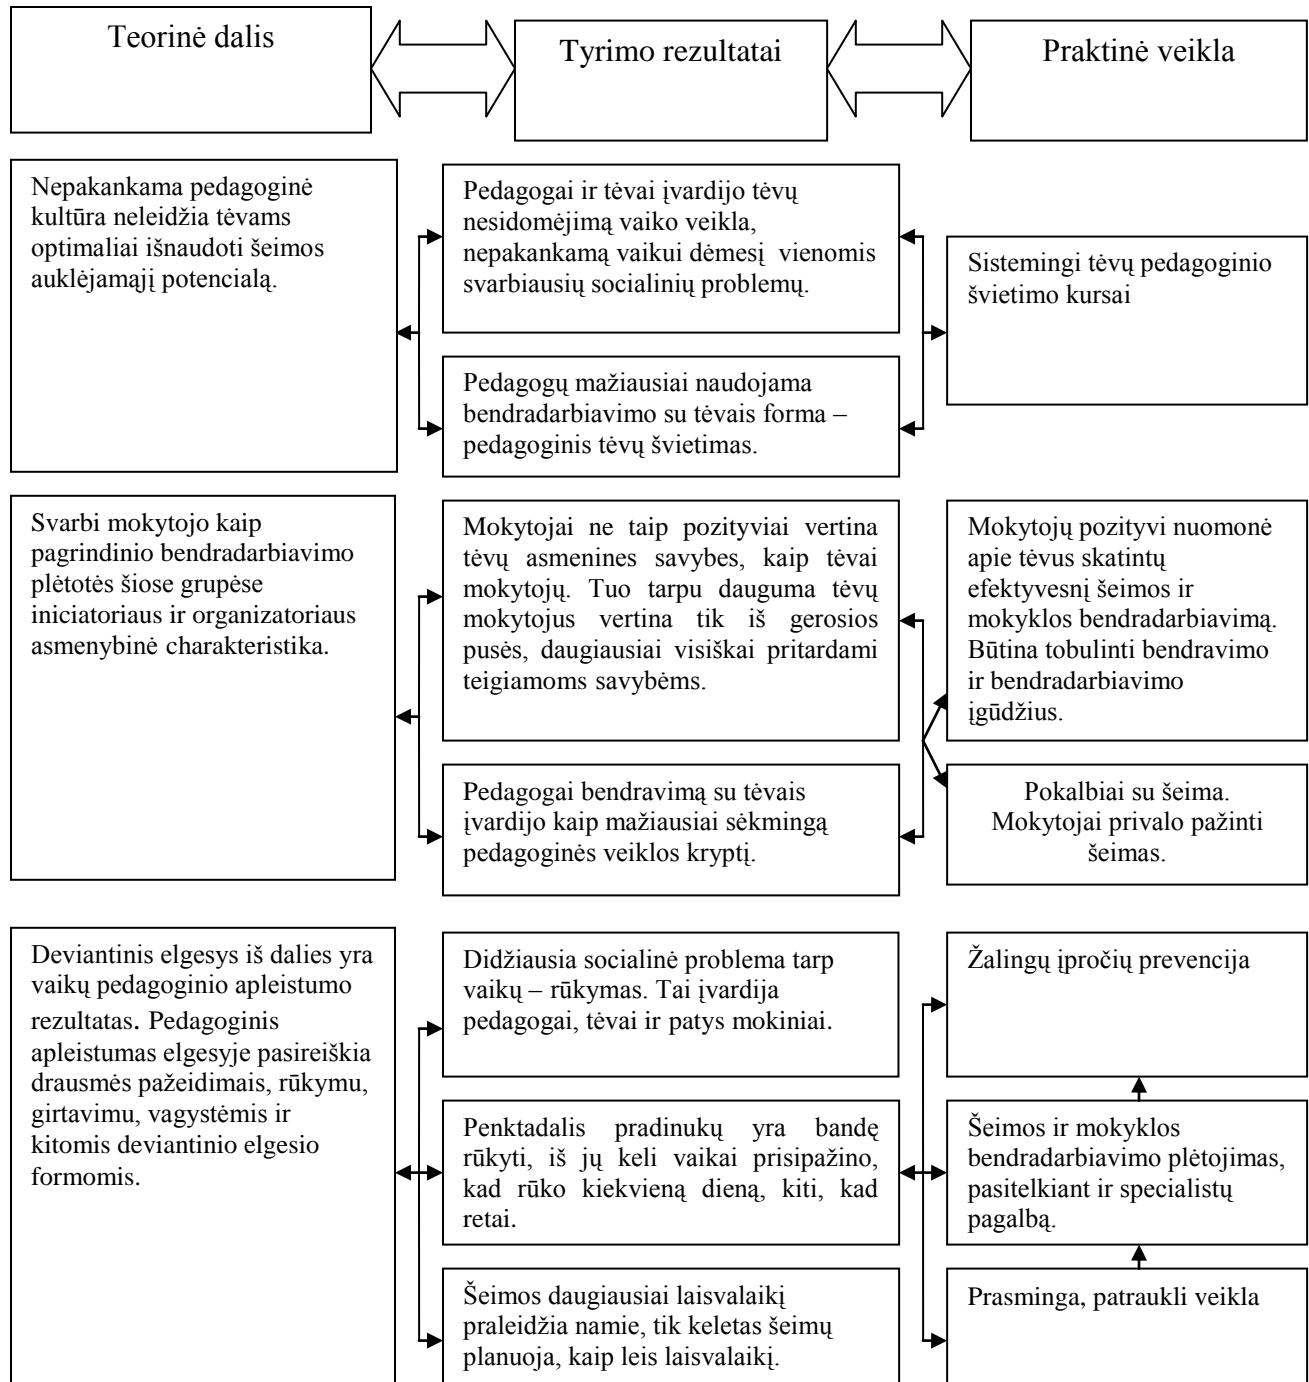 Teorinė dalis
Tyrimo rezultatai
Praktinė veikla
Nepakankama pedagoginė
kultūra neleidžia tėvams
optimaliai išnaudoti šeimos
auklėjamąjį potencialą.
Pedagogai ir tėvai įvardijo tėvų
nesidomėjimą vaiko veikla,
nepakankamą vaikui dėmesį vienomis
svarbiausių socialinių problemų.
Pedagogų mažiausiai naudojama
bendradarbiavimo su tėvais forma –
pedagoginis tėvų švietimas.
Sistemingi tėvų pedagoginio
švietimo kursai
Svarbi mokytojo kaip
pagrindinio bendradarbiavimo
plėtotės šiose grupėse
iniciatoriaus ir organizatoriaus
asmenybinė charakteristika.
Mokytojai ne taip pozityviai vertina
tėvų asmenines savybes, kaip tėvai
mokytojų. Tuo tarpu dauguma tėvų
mokytojus vertina tik iš gerosios
pusės, daugiausiai visiškai pritardami
teigiamoms savybėms.
Pedagogai bendravimą su tėvais
įvardijo kaip mažiausiai sėkmingą
pedagoginės veiklos kryptį.
Mokytojų pozityvi nuomonė
apie tėvus skatintų
efektyvesnį šeimos ir
mokyklos bendradarbiavimą.
Būtina tobulinti bendravimo
ir bendradarbiavimo
įgūdžius.
Pokalbiai su šeima.
Mokytojai privalo pažinti
šeimas.
Deviantinis elgesys iš dalies yra
vaikų pedagoginio apleistumo
rezultatas. Pedagoginis
apleistumas elgesyje pasireiškia
drausmės pažeidimais, rūkymu,
girtavimu, vagystėmis ir
kitomis deviantinio elgesio
formomis.
Didžiausia socialinė problema tarp
vaikų – rūkymas. Tai įvardija
pedagogai, tėvai ir patys mokiniai.
Penktadalis pradinukų yra bandę
rūkyti, iš jų keli vaikai prisipažino,
kad rūko kiekvieną dieną, kiti, kad
retai.
Šeimos daugiausiai laisvalaikį
praleidžia namie, tik keletas šeimų
planuoja, kaip leis laisvalaikį.
Žalingų įpročių prevencija
Šeimos ir mokyklos
bendradarbiavimo plėtojimas,
pasitelkiant ir specialistų
pagalbą.
Prasminga, patraukli veikla